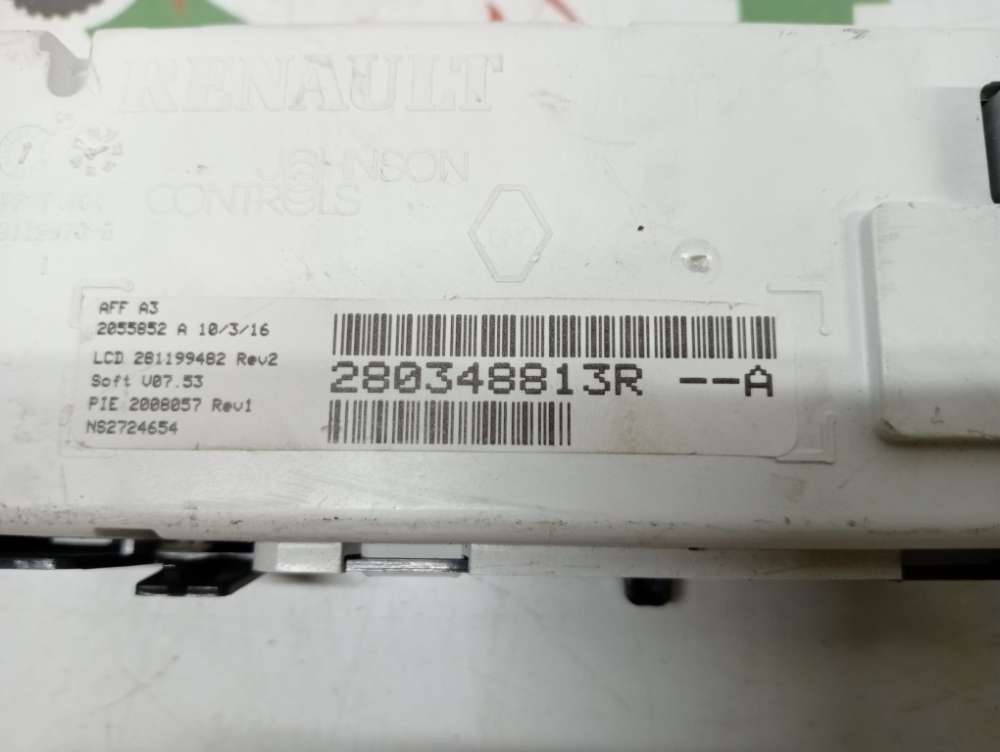 RENAULT
JOHNSON
CONTROLS
AFF A3
2055852 A 10/3/16
LCD 281199482 Rev2
Soft V07.53
PIE 2008057 Rev1
NS2724654
280348813R --A